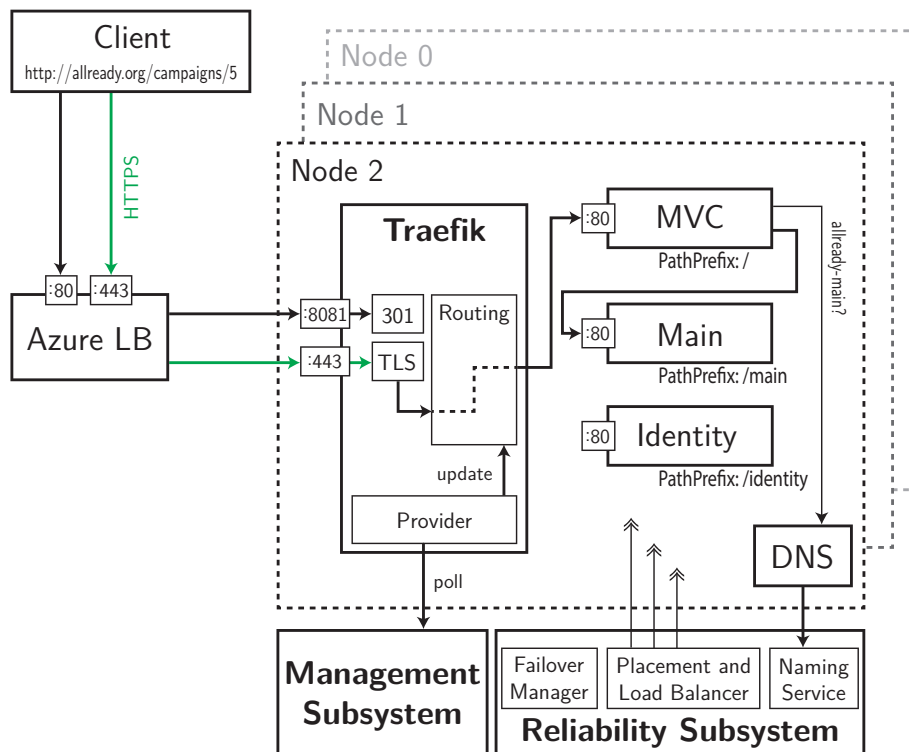 Client
http://allready.org/campaigns/5
HTTPS
:80
:443
Azure LB
Node 0
Node 1
Node 2
Traefik
:8081
301
:443
TLS
Routing
update
Provider
poll
:80
MVC
PathPrefix: /
:80
Main
PathPrefix: /main
:80
Identity
PathPrefix: /identity
allready-main?
DNS
Management
Subsystem
Failover
Manager
Placement and
Load Balancer
Naming
Service
Reliability Subsystem